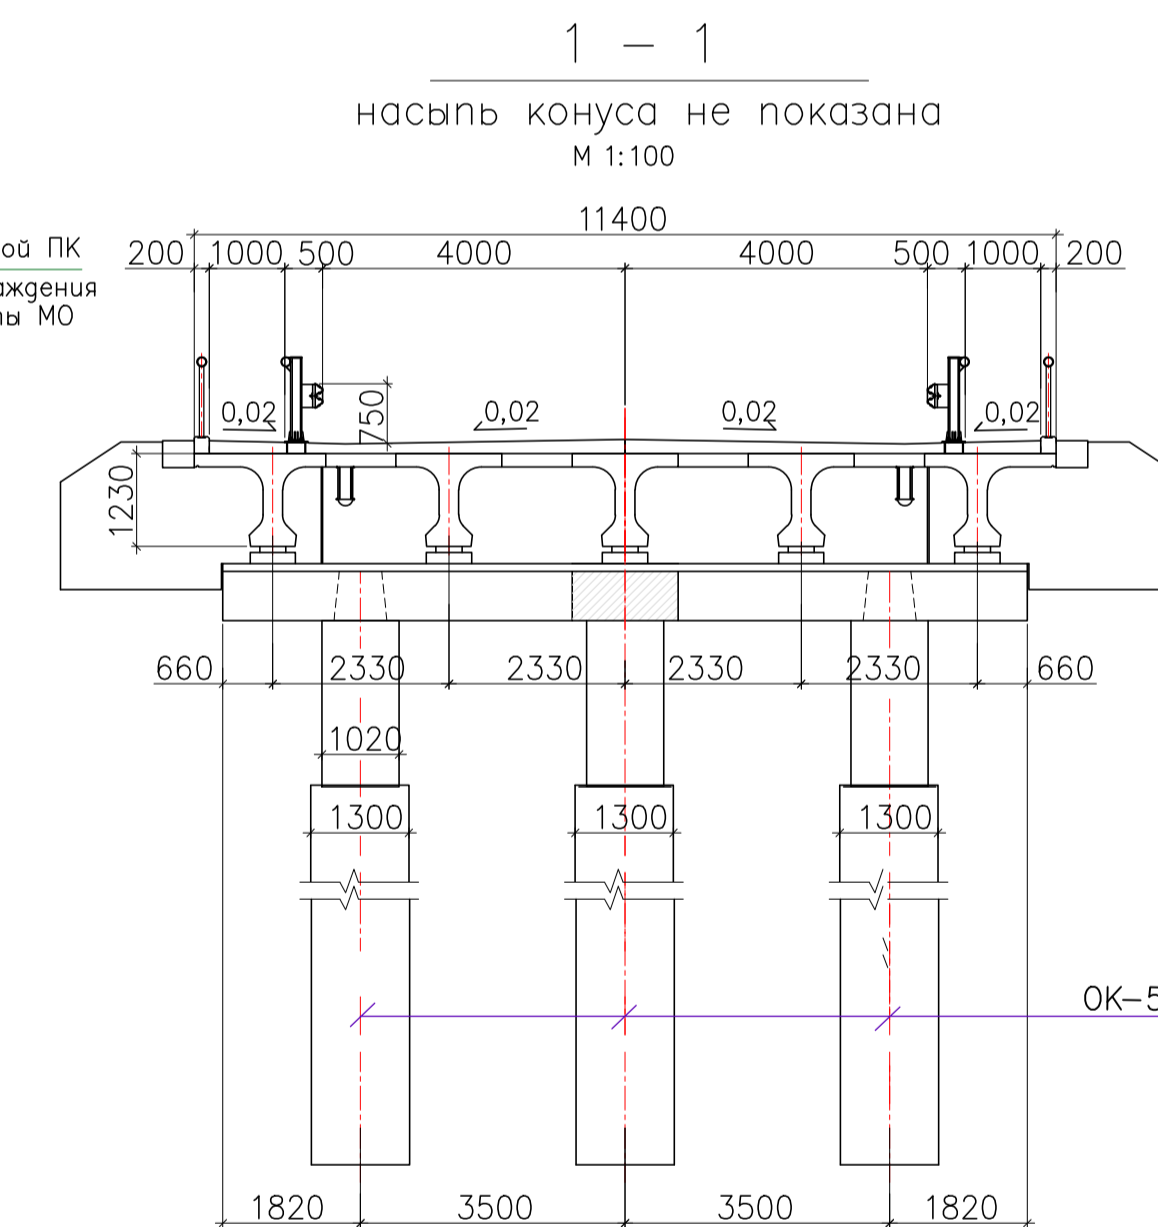 1 – 1
насыпь конуса не показана
М 1:100
11400
ой ПК
200 1000 500 4000 4000 500 1000 200
аждения
ты МО
750
0,02 0,02 0,02 0,02
1230
660 2330 2330 2330 2330 660
1020
1300 1300 1300
ОК–5
1820 3500 3500 1820